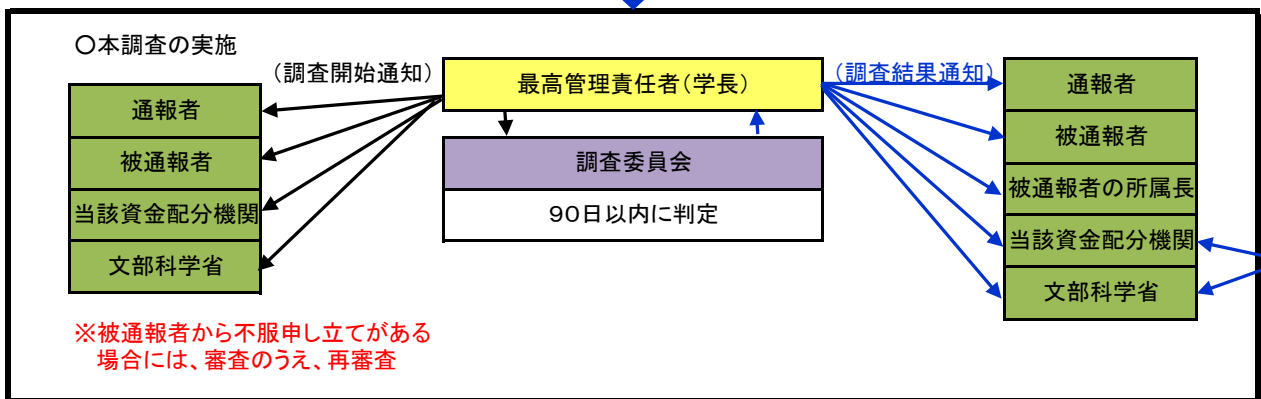 〇本調査の実施
(調査開始通知)
最高管理責任者(学長)
(調査結果通知)
通報者
被通報者
当該資金配分機関
文部科学省
調査委員会
90日以内に判定
通報者
被通報者
被通報者の所属長
当該資金配分機関
文部科学省
※被通報者から不服申し立てがある
場合には、審査のうえ、再審査